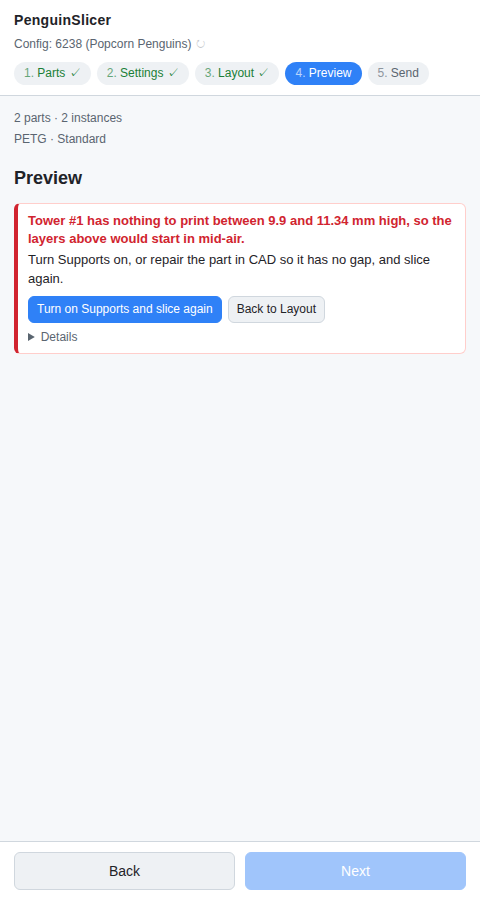 PenguinSlicer
Config: 6238 (Popcorn Penguins) ↻
1. Parts ✓ 2. Settings ✓ 3. Layout ✓ 4. Preview 5. Send
2 parts · 2 instances
PETG · Standard
Preview
Tower #1 has nothing to print between 9.9 and 11.34 mm high, so the
layers above would start in mid-air.
Turn Supports on, or repair the part in CAD so it has no gap, and slice
again.
Turn on Supports and slice again Back to Layout
▶ Details
Back Next